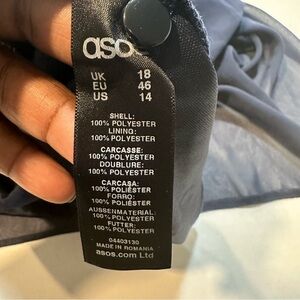 aso
UK 18
EU 46
US 14
SHELL:
100% POLYESTER
LINING:
100% POLYESTER
CARCASSE:
100% POLYESTER
DOUBLURE:
100% POLYESTER
CARCASA:
100% POLIÉSTER
FORRO:
100% POLIÉSTER
AUSSENMATERIAL:
100% POLYESTER
FUTTER:
100% POLYESTER
04403130
MADE IN ROMANIA
asos.com Ltd